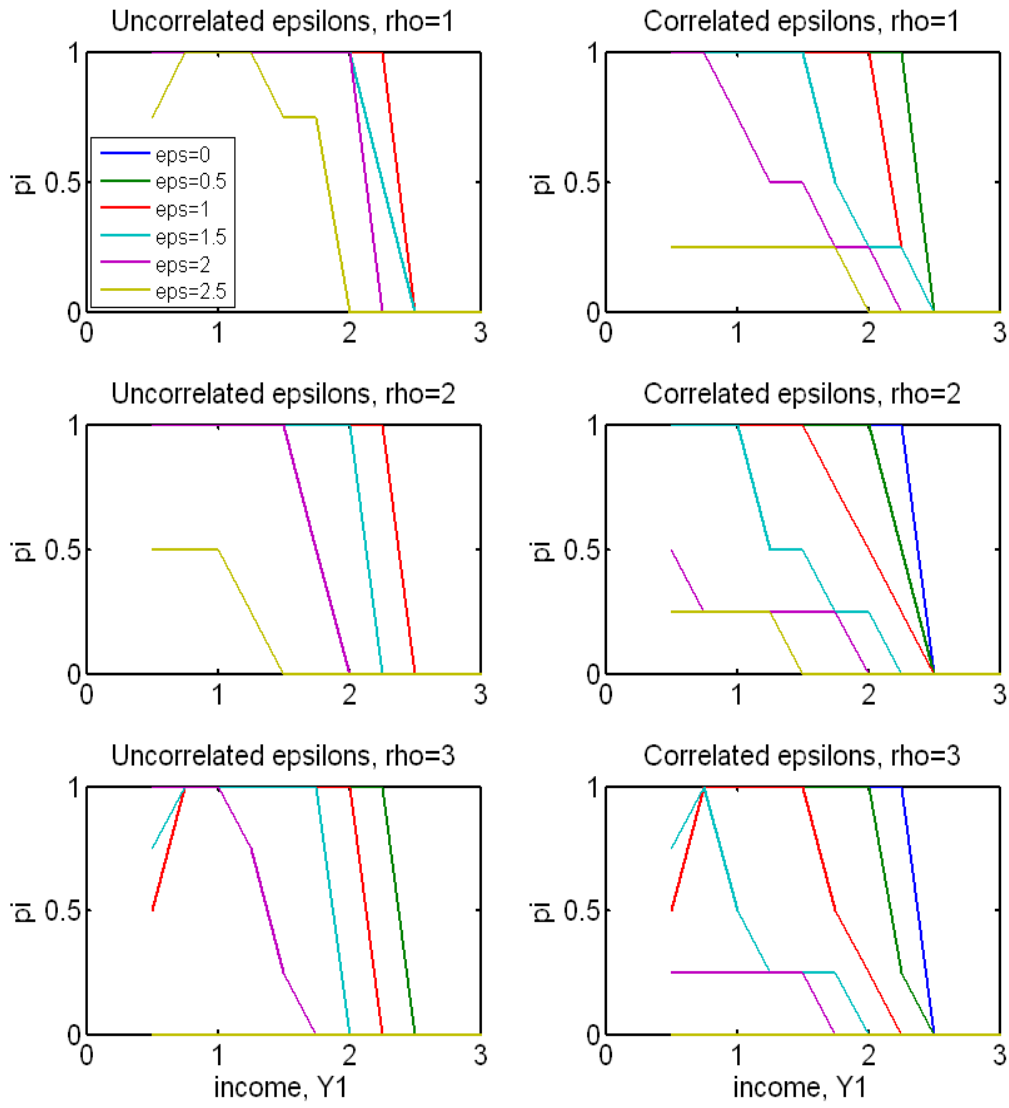 Uncorrelated epsilons, rho=1
1
pi 0.5
0
0 1 2 3
eps=0
eps=0.5
eps=1
eps=1.5
eps=2
eps=2.5
Correlated epsilons, rho=1
1
pi 0.5
0
0 1 2 3
Uncorrelated epsilons, rho=2
1
pi 0.5
0
0 1 2 3
Correlated epsilons, rho=2
1
pi 0.5
0
0 1 2 3
Uncorrelated epsilons, rho=3
1
pi 0.5
0
0 1 2 3
income, Y1
Correlated epsilons, rho=3
1
pi 0.5
0
0 1 2 3
income, Y1